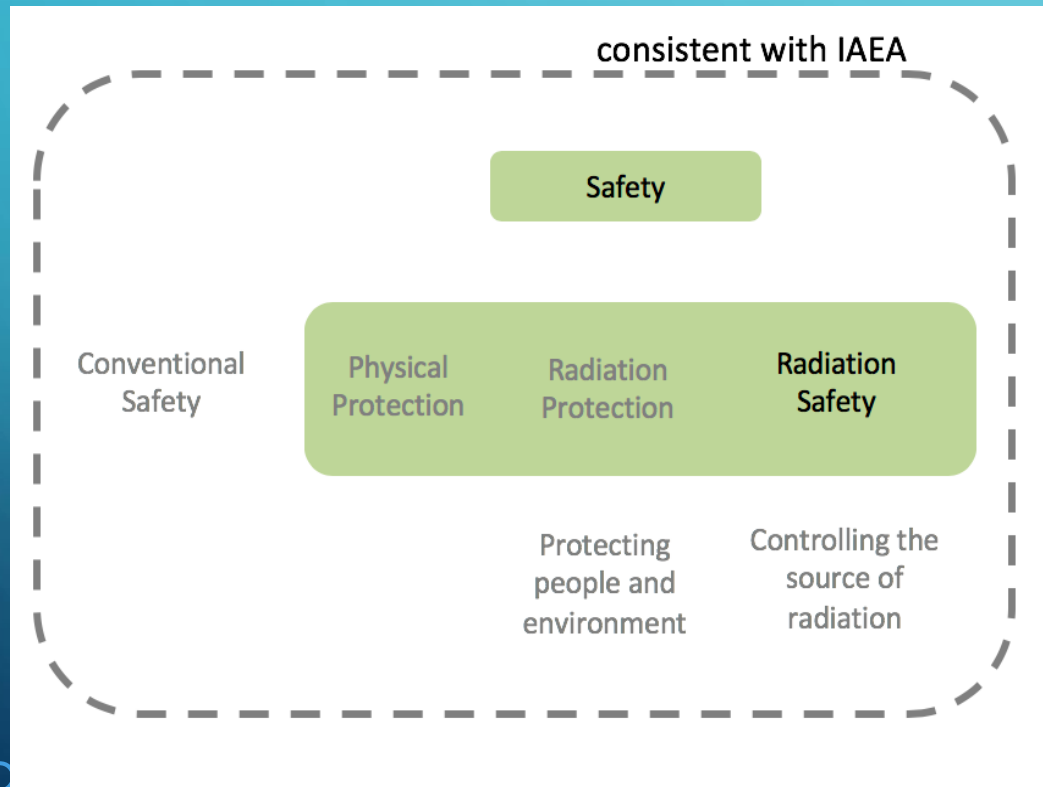 consistent with IAEA
Safety
Conventional
Safety
Physical
Protection
Radiation
Protection
Radiation
Safety
Protecting
people and
environment
Controlling the
source of
radiation